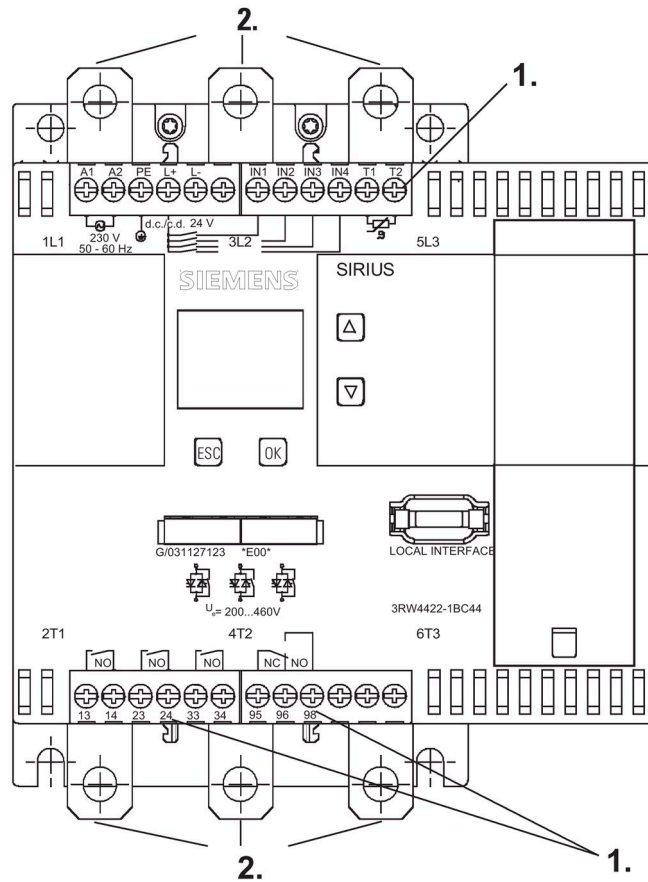 2.
1.
A1 A2 PE L+ L- IN1 IN2 IN3 IN4 T1 T2
d.c./c.d. 24 V
1L1 230 V 3L2 5L3
50 - 60 Hz
SIEMENS SIRIUS
ESC OK
G/031127123 *E00*
LOCAL INTERFACE
Ue= 200...460V
3RW4422-1BC44
2T1 4T2 6T3
NO NO NO NC NO
13 14 23 24 33 34 95 96 98
2.
1.